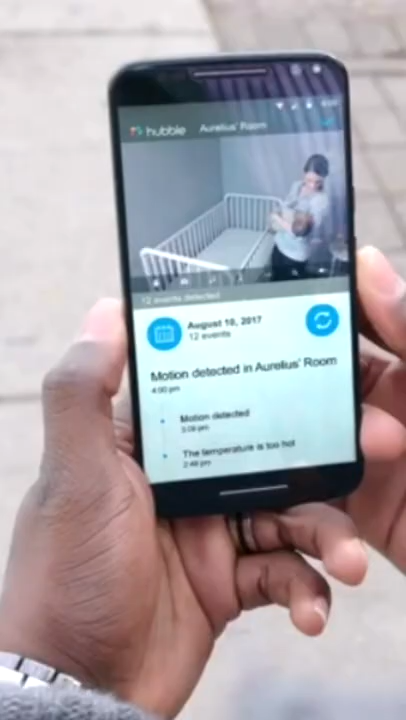 hubble Aurelius' Room
12 events detected
August 10, 2017
12 events
Motion detected in Aurelius' Room
4:00 pm
Motion detected
3:09 pm
The temperature is too hot
2:48 pm